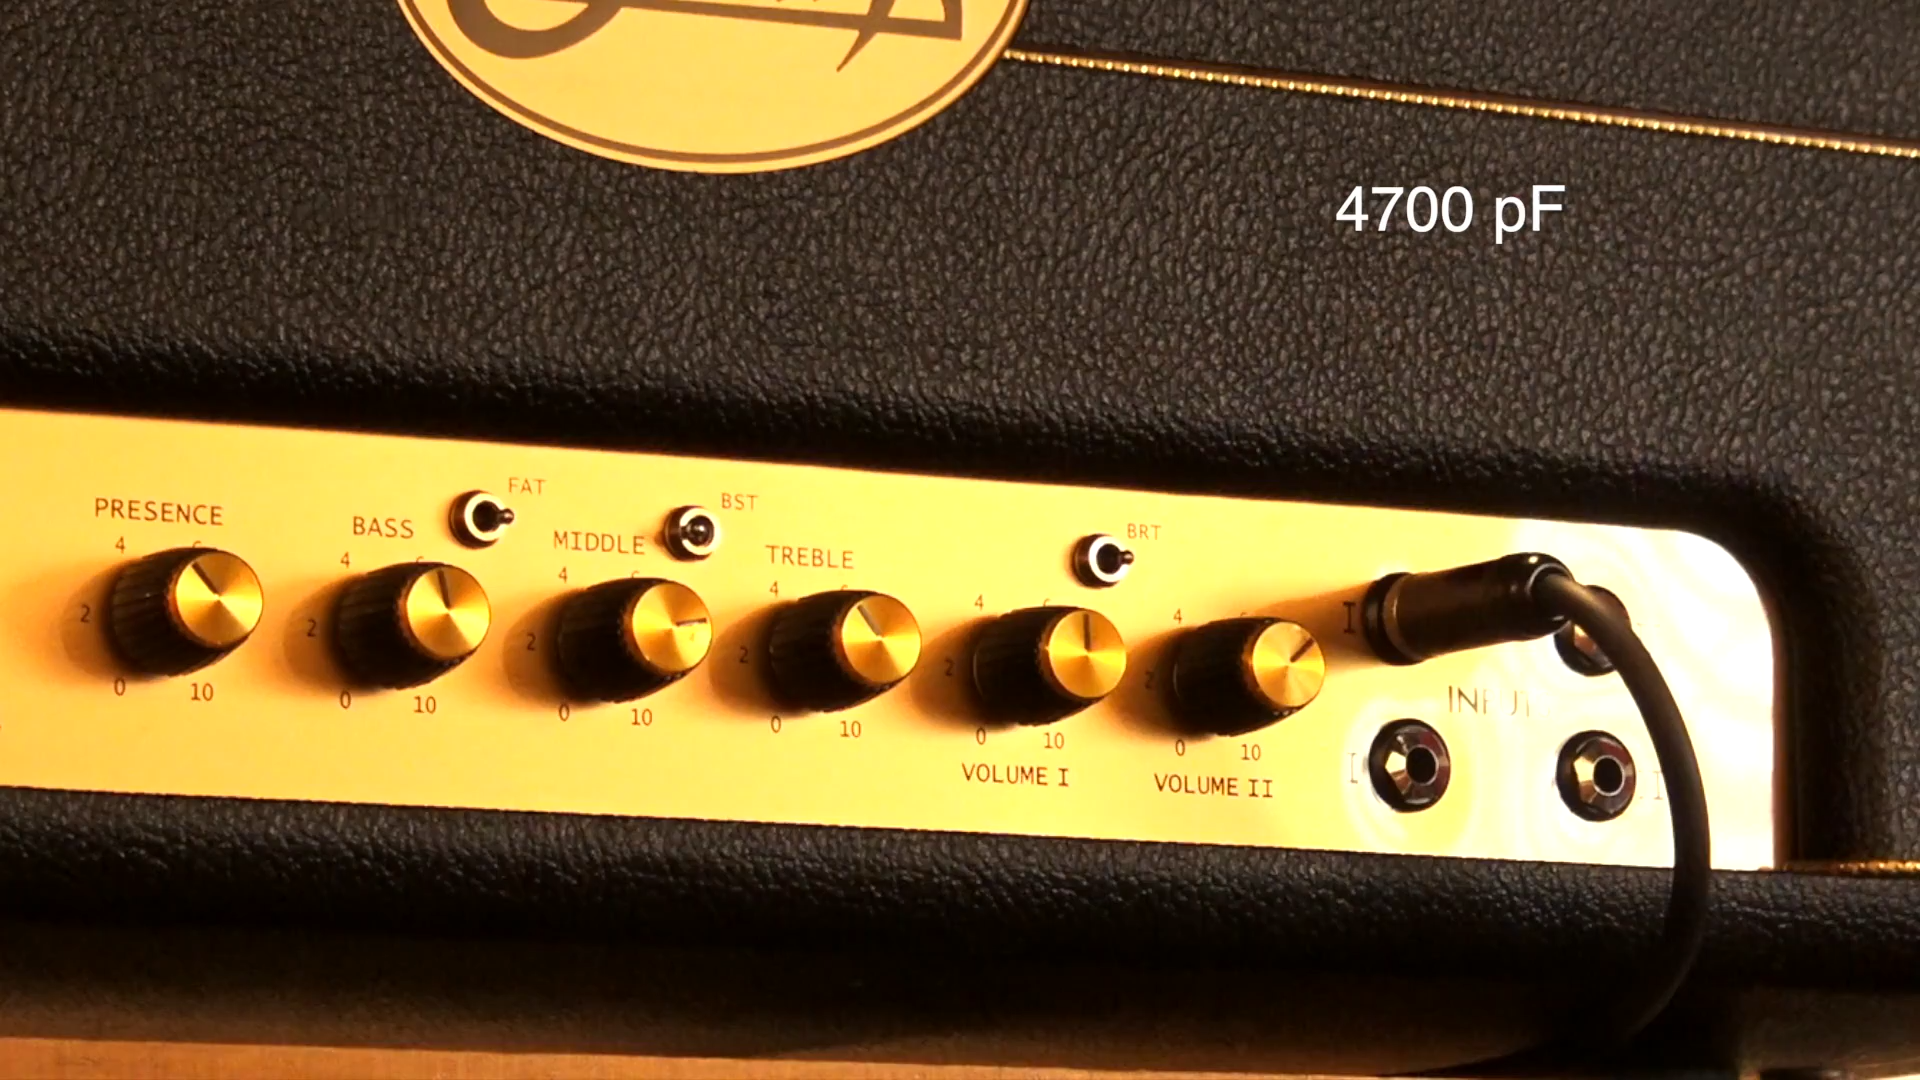 4700 pF
FAT
BST
BRT
PRESENCE
BASS
MIDDLE
TREBLE
4
4
4
4
4
4
2
2
2
2
2
2
0 10
0 10
0 10
0 10
0 10
0 10
VOLUME I
VOLUME II
I
INPUT
I